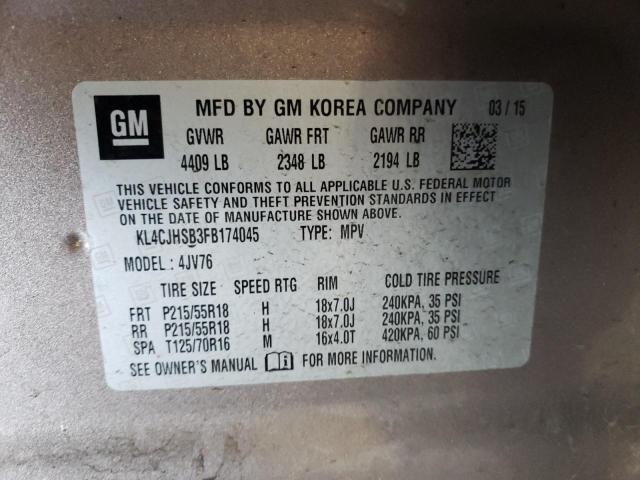 GM MFD BY GM KOREA COMPANY 03 / 15
GVWR GAWR FRT GAWR RR
4409 LB 2348 LB 2194 LB
THIS VEHICLE CONFORMS TO ALL APPLICABLE U.S. FEDERAL MOTOR
VEHICLE SAFETY AND THEFT PREVENTION STANDARDS IN EFFECT
ON THE DATE OF MANUFACTURE SHOWN ABOVE.
KL4CJHSB3FB174045 TYPE: MPV
MODEL: 4JV76
TIRE SIZE SPEED RTG RIM COLD TIRE PRESSURE
FRT P215/55R18 H 18x7.0J 240KPA, 35 PSI
RR P215/55R18 H 18x7.0J 240KPA, 35 PSI
SPA T125/70R16 M 16x4.0T 420KPA, 60 PSI
SEE OWNER'S MANUAL FOR MORE INFORMATION.